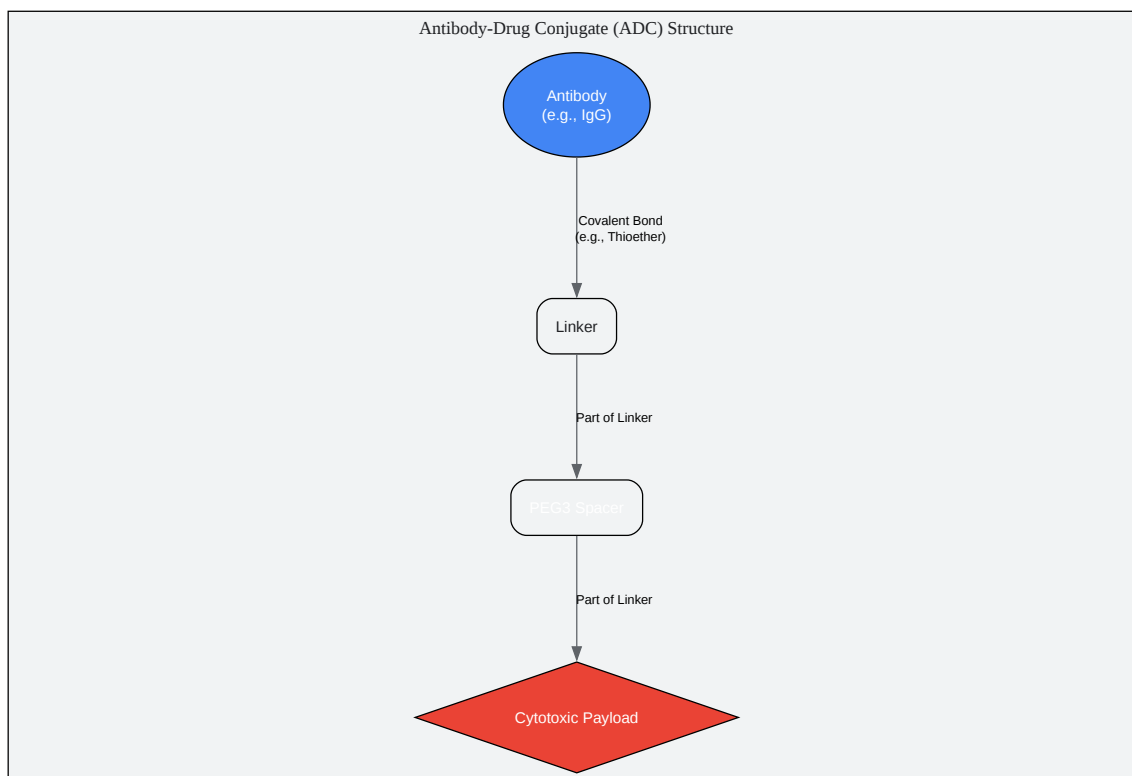 Antibody-Drug Conjugate (ADC) Structure
Antibody
(e.g., IgG)
Covalent Bond
(e.g., Thioether)
Linker
Part of Linker
PEG3 Spacer
Part of Linker
Cytotoxic Payload